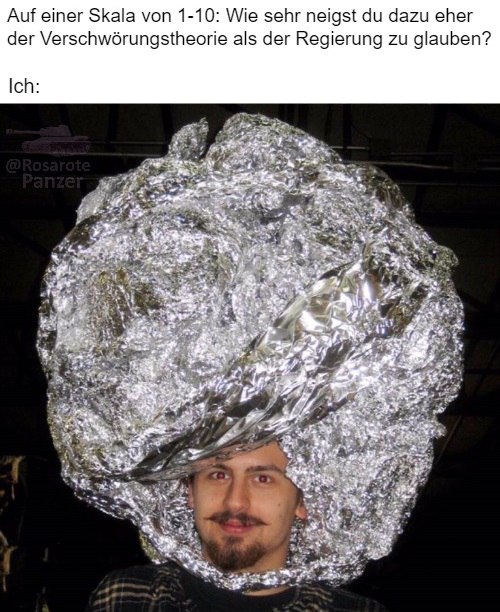 Auf einer Skala von 1-10: Wie sehr neigst du dazu eher
der Verschwörungstheorie als der Regierung zu glauben?
Ich:
@Rosarote
Panzer